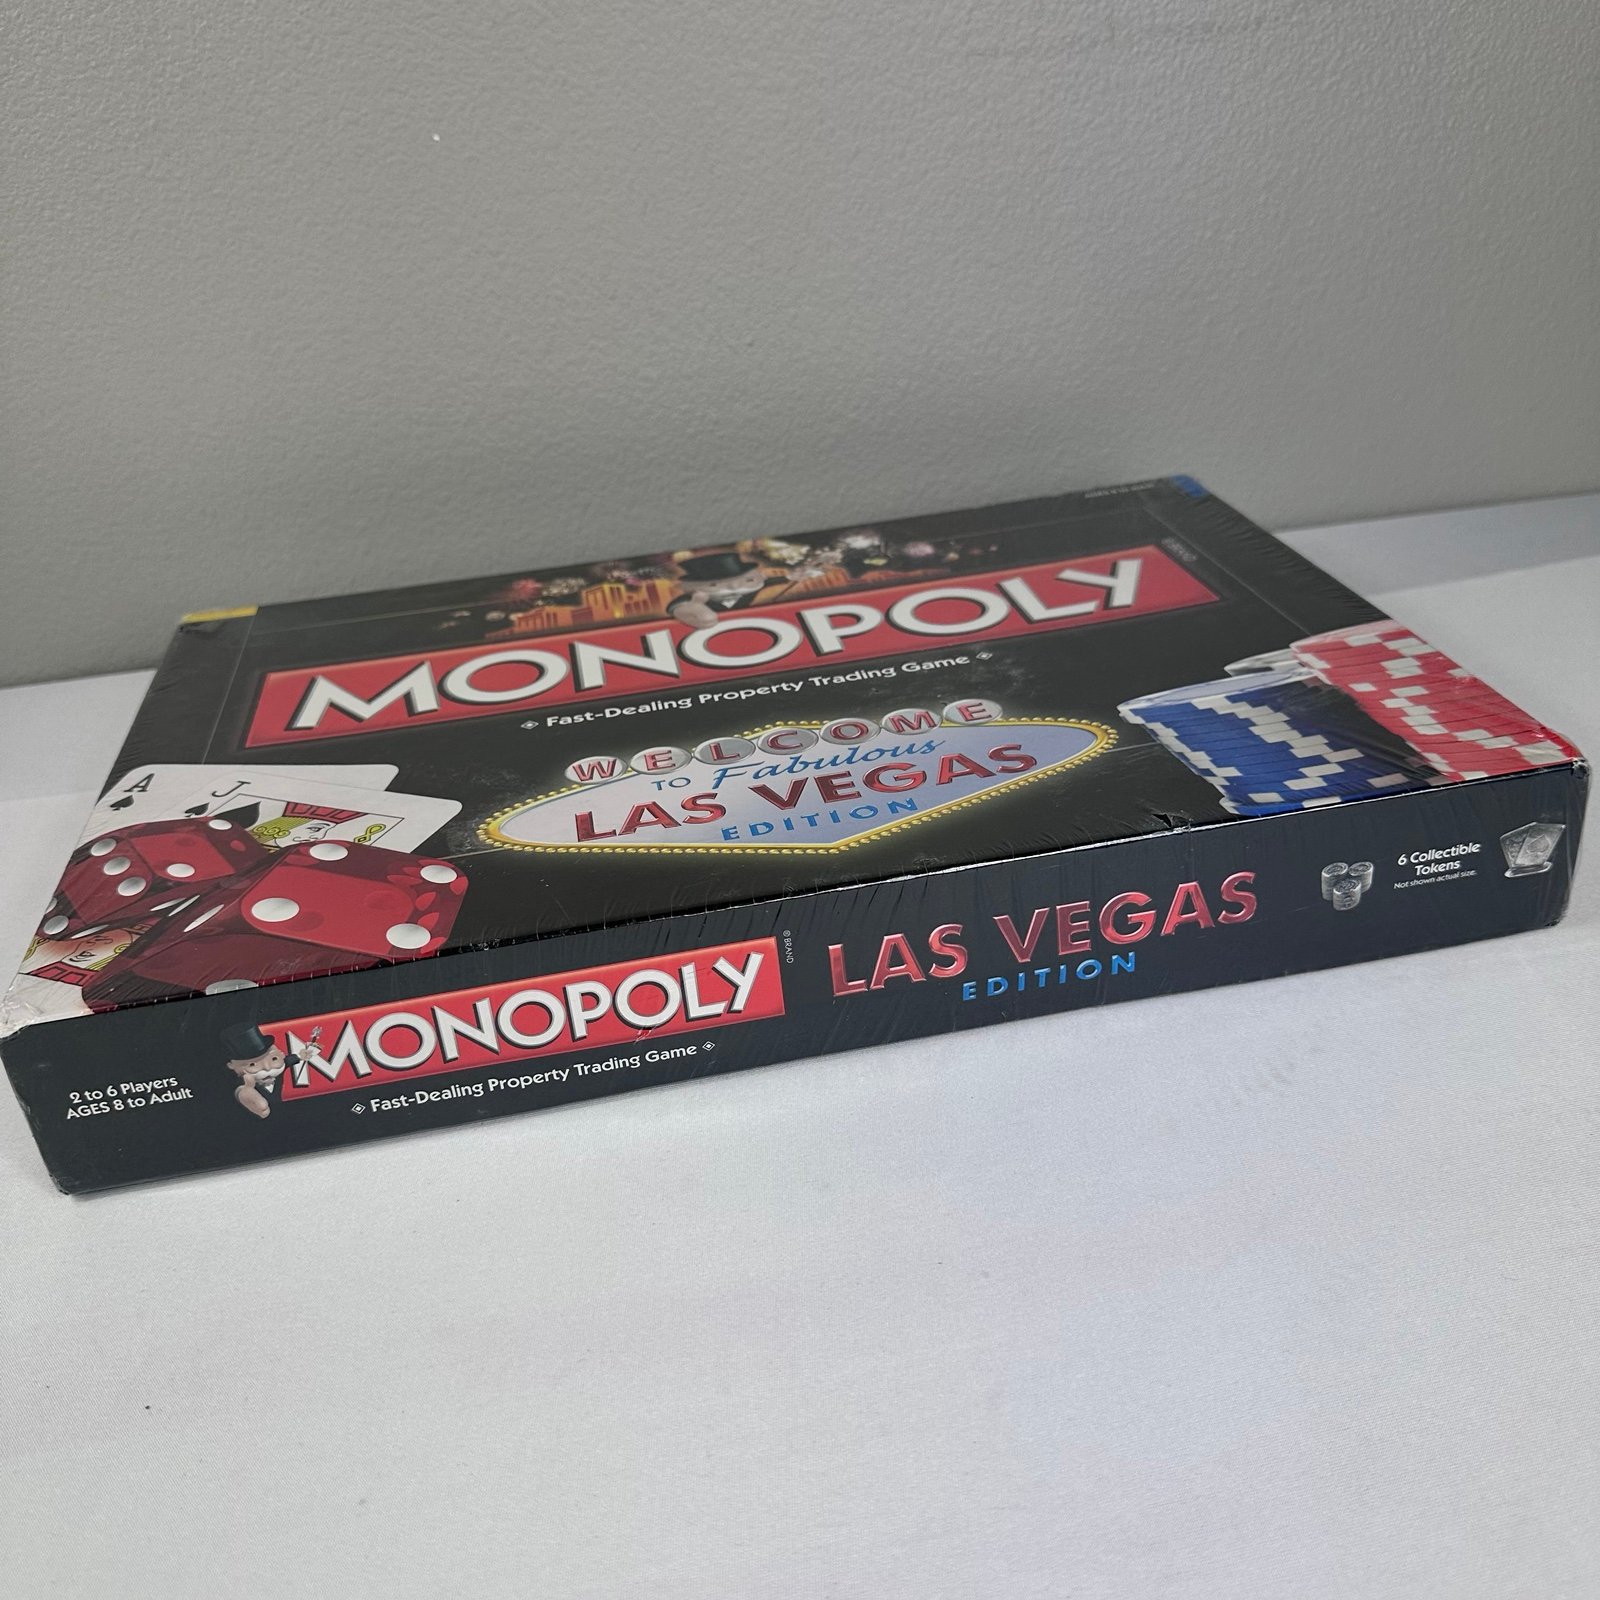 MONOPOLY
Fast-Dealing Property Trading Game
WELCOME
TO Fabulous
LAS VEGAS
EDITION
A
J
2 to 6 Players
AGES 8 to Adult
MONOPOLY
® BRAND
Fast-Dealing Property Trading Game
LAS VEGAS
EDITION
6 Collectible
Tokens
Not shown actual size.